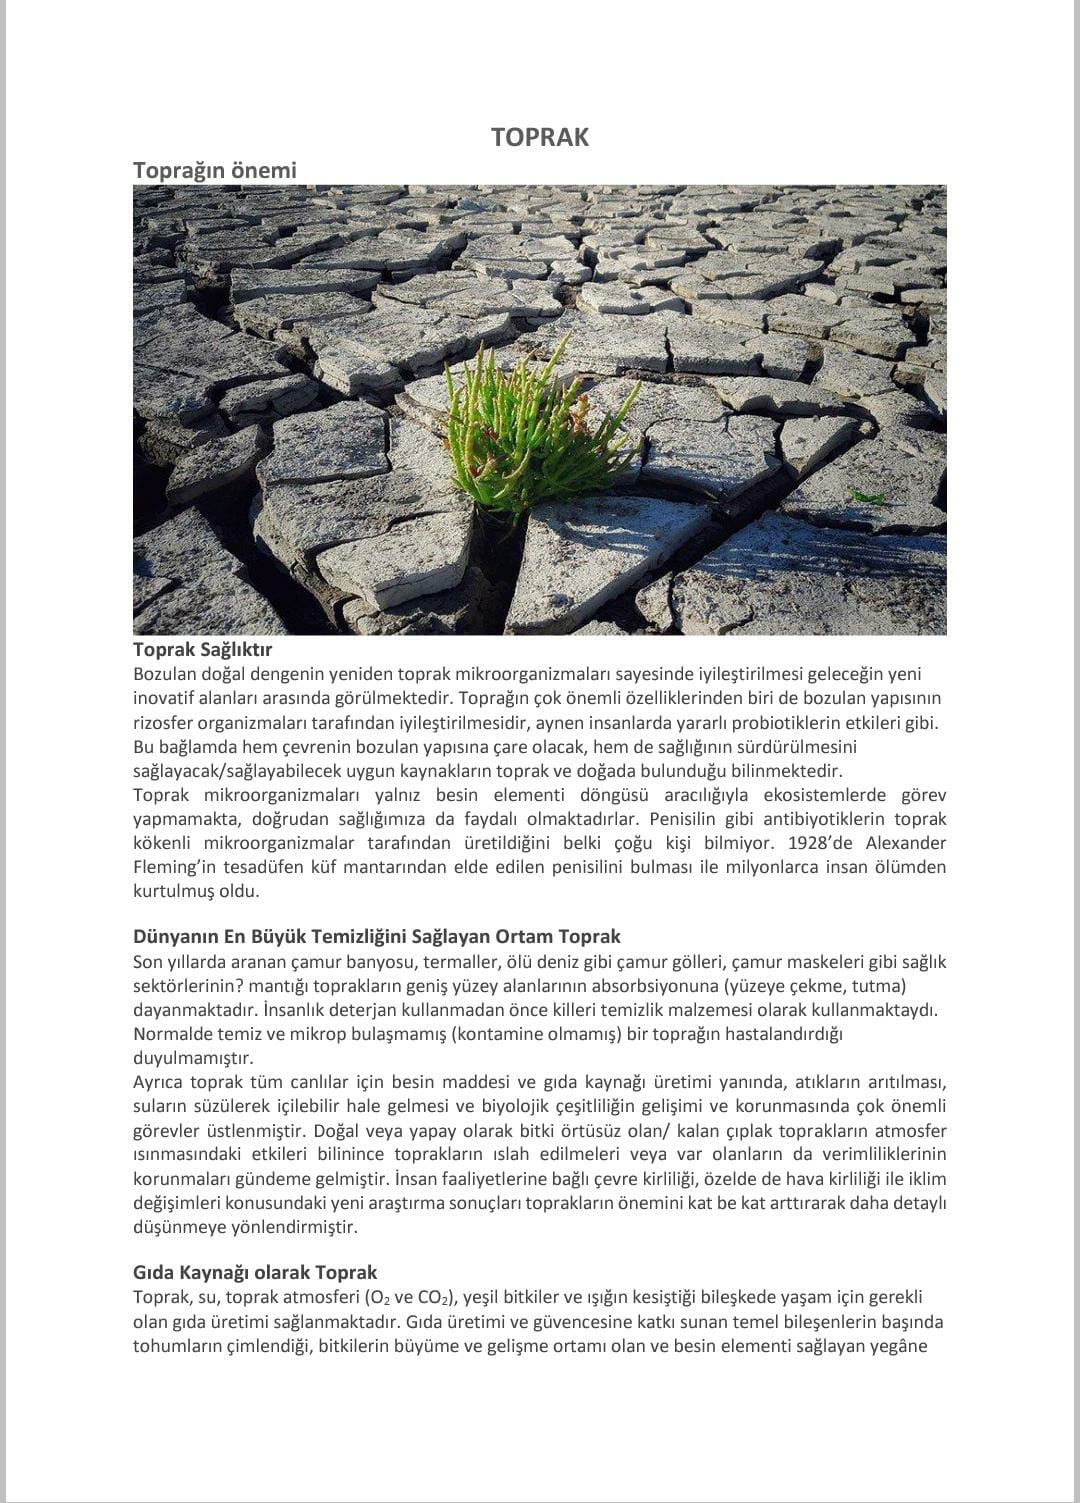 TOPRAK
Toprağın önemi
Toprak Sağlıktır
Bozulan doğal dengenin yeniden toprak mikroorganizmaları sayesinde iyileştirilmesi geleceğin yeni
inovatif alanları arasında görülmektedir. Toprağın çok önemli özelliklerinden biri de bozulan yapısının
rizosfer organizmaları tarafından iyileştirilmesidir, aynen insanlarda yararlı probiotiklerin etkileri gibi.
Bu bağlamda hem çevrenin bozulan yapısına çare olacak, hem de sağlığının sürdürülmesini
sağlayacak/sağlayabilecek uygun kaynakların toprak ve doğada bulunduğu bilinmektedir.
Toprak mikroorganizmaları yalnız besin elementi döngüsü aracılığıyla ekosistemlerde görev
yapmamakta, doğrudan sağlığımıza da faydalı olmaktadırlar. Penisilin gibi antibiyotiklerin toprak
kökenli mikroorganizmalar tarafından üretildiğini belki çoğu kişi bilmiyor. 1928’de Alexander
Fleming’in tesadüfen küf mantarından elde edilen penisilini bulması ile milyonlarca insan ölümden
kurtulmuş oldu.
Dünyanın En Büyük Temizliğini Sağlayan Ortam Toprak
Son yıllarda aranan çamur banyosu, termaller, ölü deniz gibi çamur gölleri, çamur maskeleri gibi sağlık
sektörlerinin? mantığı toprakların geniş yüzey alanlarının absorbsiyonuna (yüzeye çekme, tutma)
dayanmaktadır. İnsanlık deterjan kullanmadan önce killeri temizlik malzemesi olarak kullanmaktaydı.
Normalde temiz ve mikrop bulaşmamış (kontamine olmamış) bir toprağın hastalandırdığı
duyulmamıştır.
Ayrıca toprak tüm canlılar için besin maddesi ve gıda kaynağı üretimi yanında, atıkların arıtılması,
suların süzülerek içilebilir hale gelmesi ve biyolojik çeşitliliğin gelişimi ve korunmasında çok önemli
görevler üstlenmiştir. Doğal veya yapay olarak bitki örtüsüz olan/ kalan çıplak toprakların atmosfer
ısınmasındaki etkileri bilinince toprakların ıslah edilmeleri veya var olanların da verimliliklerinin
korunmaları gündeme gelmiştir. İnsan faaliyetlerine bağlı çevre kirliliği, özelde de hava kirliliği ile iklim
değişimleri konusundaki yeni araştırma sonuçları toprakların önemini kat be kat arttırarak daha detaylı
düşünmeye yönlendirmiştir.
Gıda Kaynağı olarak Toprak
Toprak, su, toprak atmosferi (O₂ ve CO₂), yeşil bitkiler ve ışığın kesiştiği bileşkede yaşam için gerekli
olan gıda üretimi sağlanmaktadır. Gıda üretimi ve güvencesine katkı sunan temel bileşenlerin başında
tohumların çimlendiği, bitkilerin büyüme ve gelişme ortamı olan ve besin elementi sağlayan yegâne